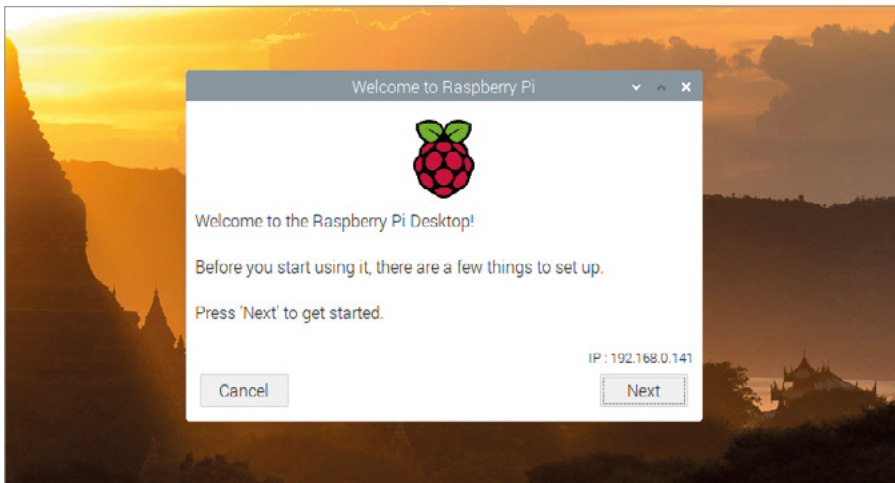 Welcome to Raspberry Pi
Welcome to the Raspberry Pi Desktop!
Before you start using it, there are a few things to set up.
Press 'Next' to get started.
IP : 192.168.0.141
Cancel
Next